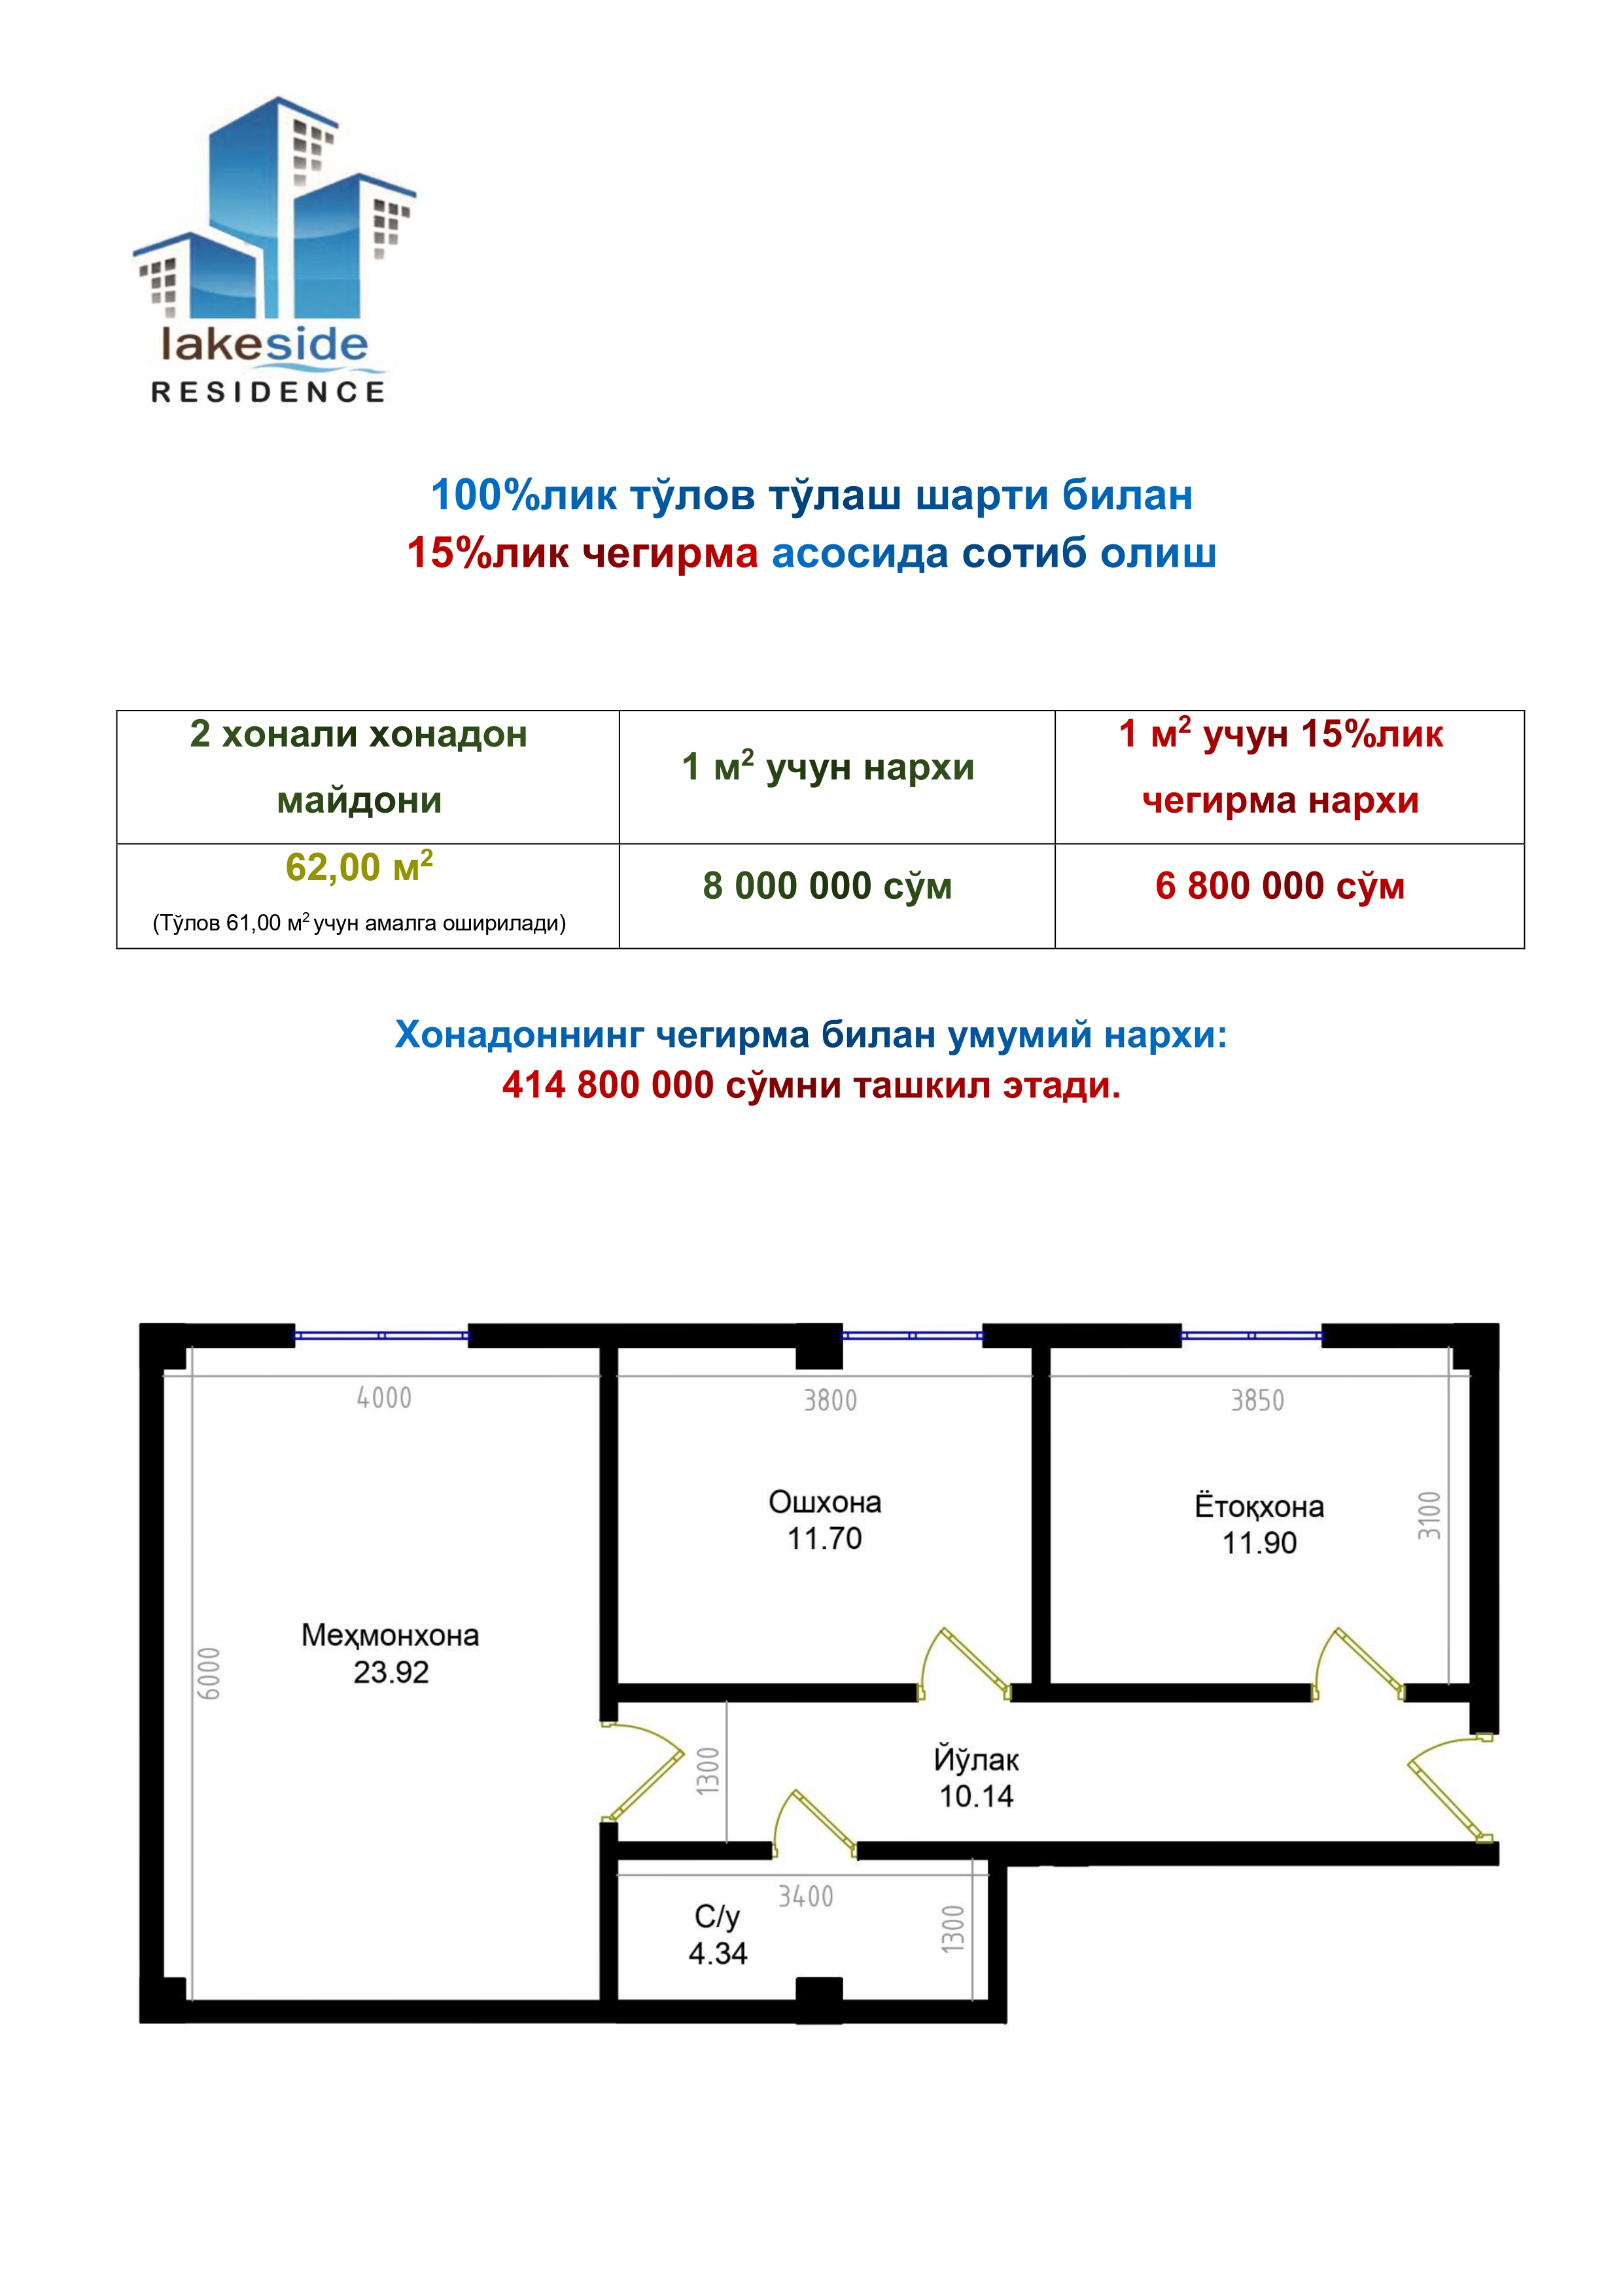 lakeside
RESIDENCE
100%лик тўлов тўлаш шарти билан
15%лик чегирма асосида сотиб олиш
2 хонали хонадон
майдони
1 м² учун нархи
1 м² учун 15%лик
чегирма нархи
62,00 м²
(Тўлов 61,00 м² учун амалга оширилади)
8 000 000 сўм
6 800 000 сўм
Хонадоннинг чегирма билан умумий нархи:
414 800 000 сўмни ташкил этади.
4000
3800
3850
Ошхона
11.70
Ётоқхона
11.90
3100
Меҳмонхона
23.92
6000
1300
Йўлак
10.14
3400
С/у
4.34
1300